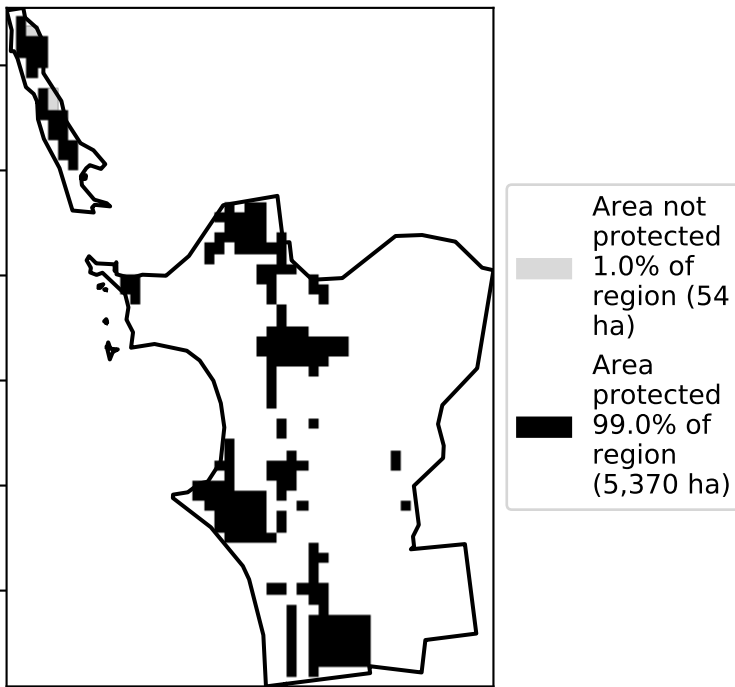 Area not
protected
1.0% of
region (54
ha)
Area
protected
99.0% of
region
(5,370 ha)